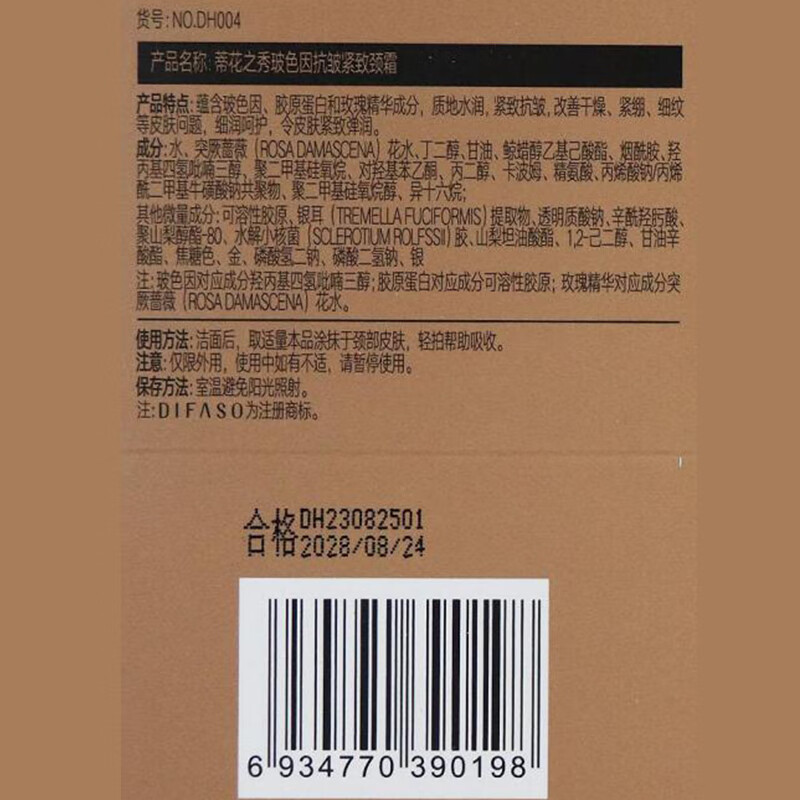 货号: NO.DH004
产品名称: 蒂花之秀玻色因抗皱紧致颈霜
产品特点: 蕴含玻色因、胶原蛋白和玫瑰精华成分，质地水润，紧致抗皱，改善干燥、紧绷、细纹
等皮肤问题，细润呵护，令皮肤紧致弹润。
成分: 水、突厥蔷薇（ROSA DAMASCENA）花水、丁二醇、甘油、鲸蜡醇乙基己酸酯、烟酰胺、羟
丙基四氢吡喃三醇，聚二甲基硅氧烷、对羟基苯乙酮、丙二醇、卡波姆、精氨酸、丙烯酸钠/丙烯
酰二甲基牛磺酸钠共聚物、聚二甲基硅氧烷醇、异十六烷;
其他微量成分: 可溶性胶原、银耳（TREMELLA FUCIFORMIS）提取物、透明质酸钠、辛酰羟肟酸、
聚山梨醇酯-80、水解小核菌（SCLEROTIUM ROLFSSII）胶、山梨坦油酸酯、1,2-己二醇、甘油辛
酸酯、焦糖色、金、磷酸氢二钠、磷酸二氢钠、银
注: 玻色因对应成分羟丙基四氢吡喃三醇; 胶原蛋白对应成分可溶性胶原; 玫瑰精华对应成分突
厥蔷薇（ROSA DAMASCENA）花水。
使用方法: 洁面后，取适量本品涂抹于颈部皮肤，轻拍帮助吸收。
注意: 仅限外用，使用中如有不适，请暂停使用。
保存方法: 室温避免阳光照射。
注: DIFASO为注册商标。
合格 DH23082501
2028/08/24
6 934770 390198